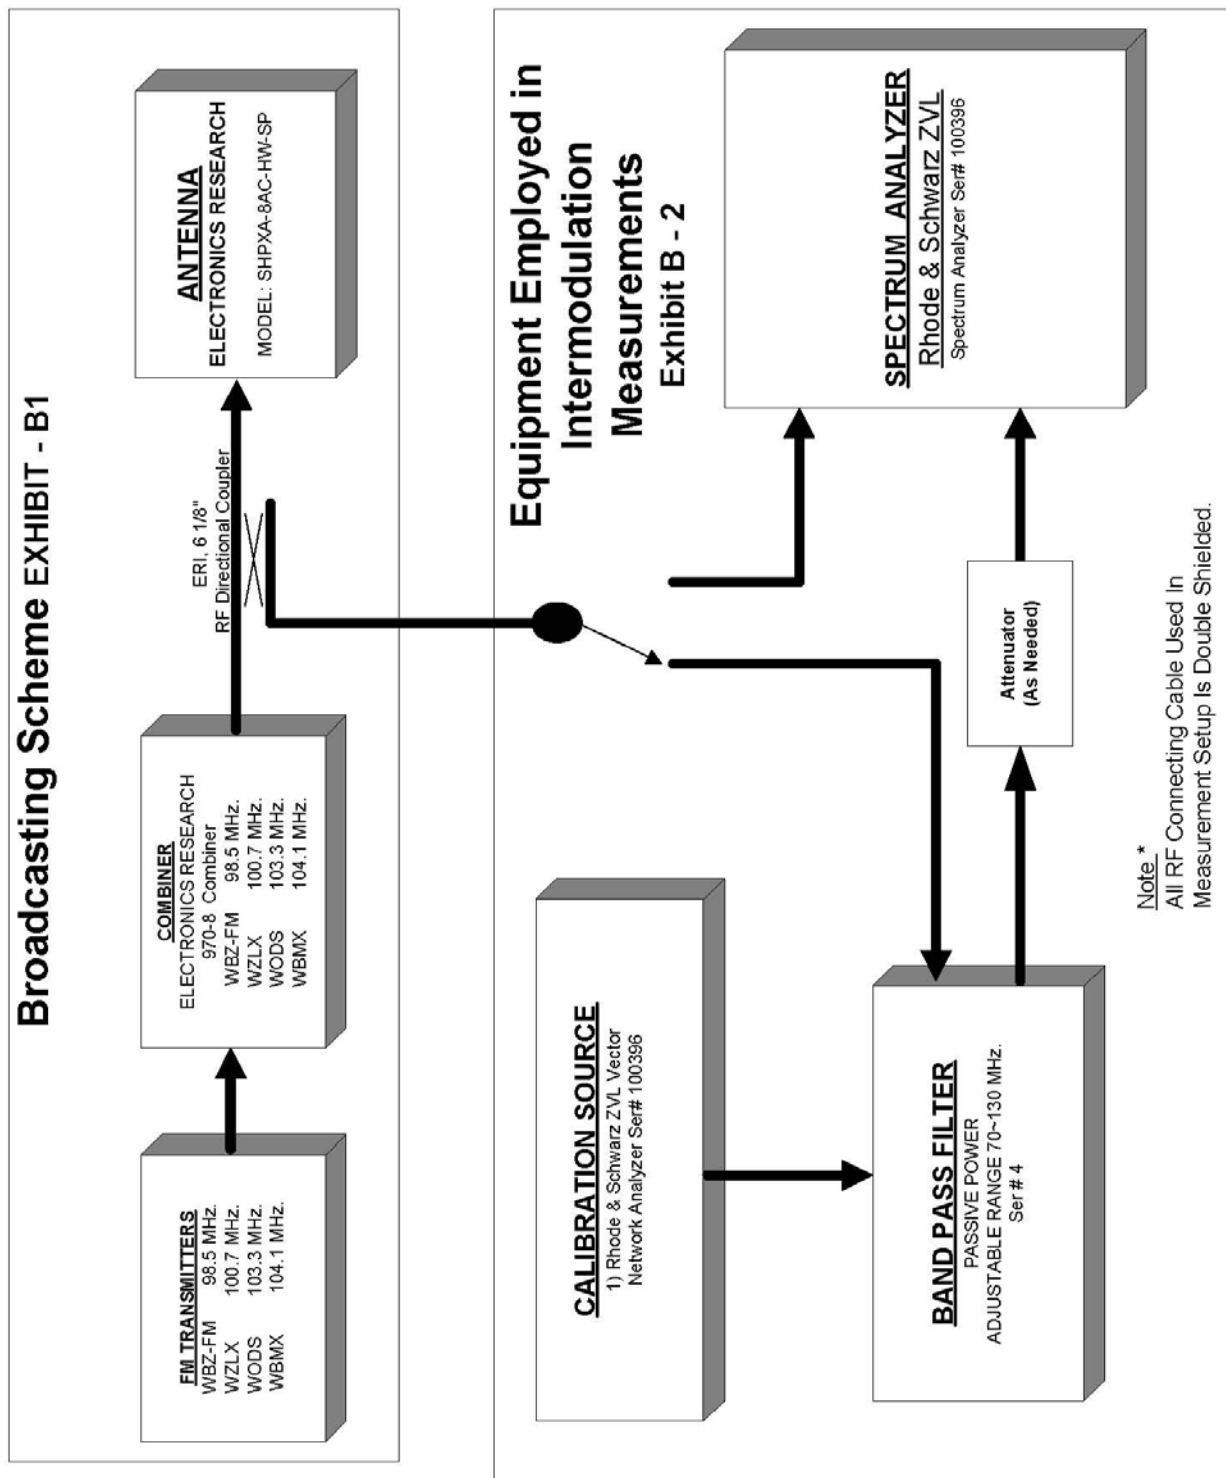 Broadcasting Scheme EXHIBIT - B1
FM TRANSMITTERS
WBZ-FM 98.5 MHz.
WZLX 100.7 MHz.
WODS 103.3 MHz.
WBMX 104.1 MHz.
COMBINER
ELECTRONICS RESEARCH
970-8 Combiner
WBZ-FM 98.5 MHz.
WZLX 100.7 MHz.
WODS 103.3 MHz.
WBMX 104.1 MHz.
ERI, 6 1/8"
RF Directional Coupler
ANTENNA
ELECTRONICS RESEARCH
MODEL: SHPXA-8AC-HW-SP
Equipment Employed in
Intermodulation
Measurements
Exhibit B - 2
CALIBRATION SOURCE
1) Rhode & Schwarz ZVL Vector
Network Analyzer Ser# 100396
SPECTRUM ANALYZER
Rhode & Schwarz ZVL
Spectrum Analyzer Ser# 100396
BAND PASS FILTER
PASSIVE POWER
ADJUSTABLE RANGE 70~130 MHz.
Ser # 4
Attenuator
(As Needed)
Note *
All RF Connecting Cable Used In
Measurement Setup Is Double Shielded.